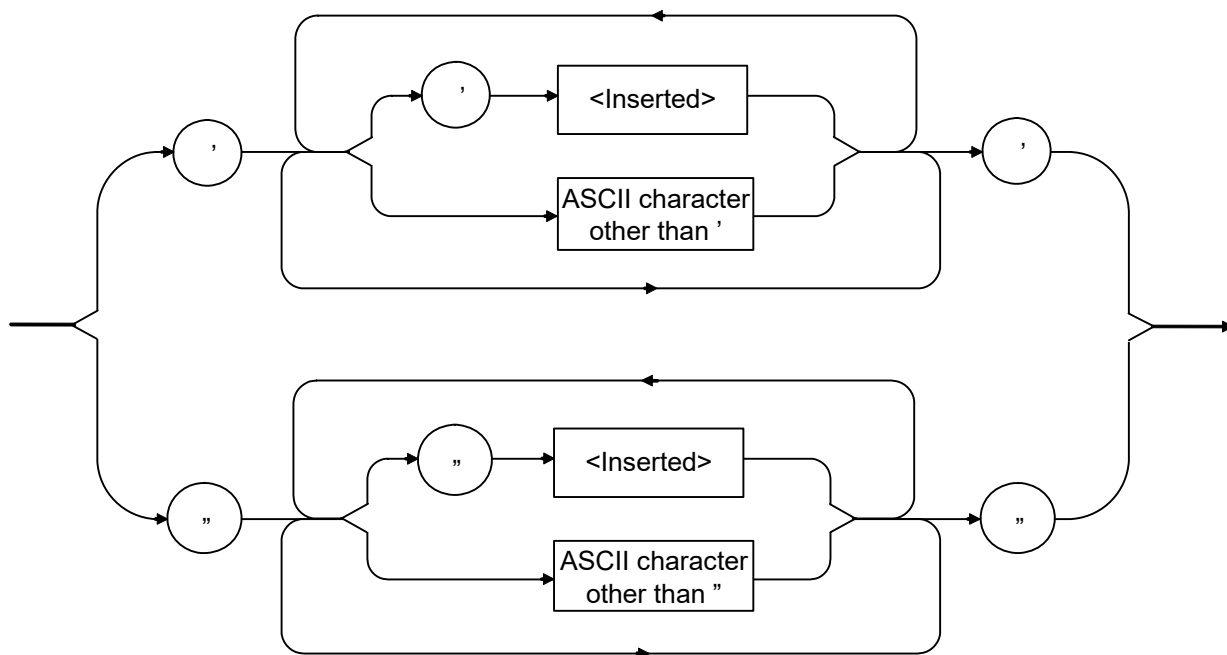 ’
<Inserted>
’
’
ASCII character
other than ’
”
<Inserted>
”
”
ASCII character
other than ”